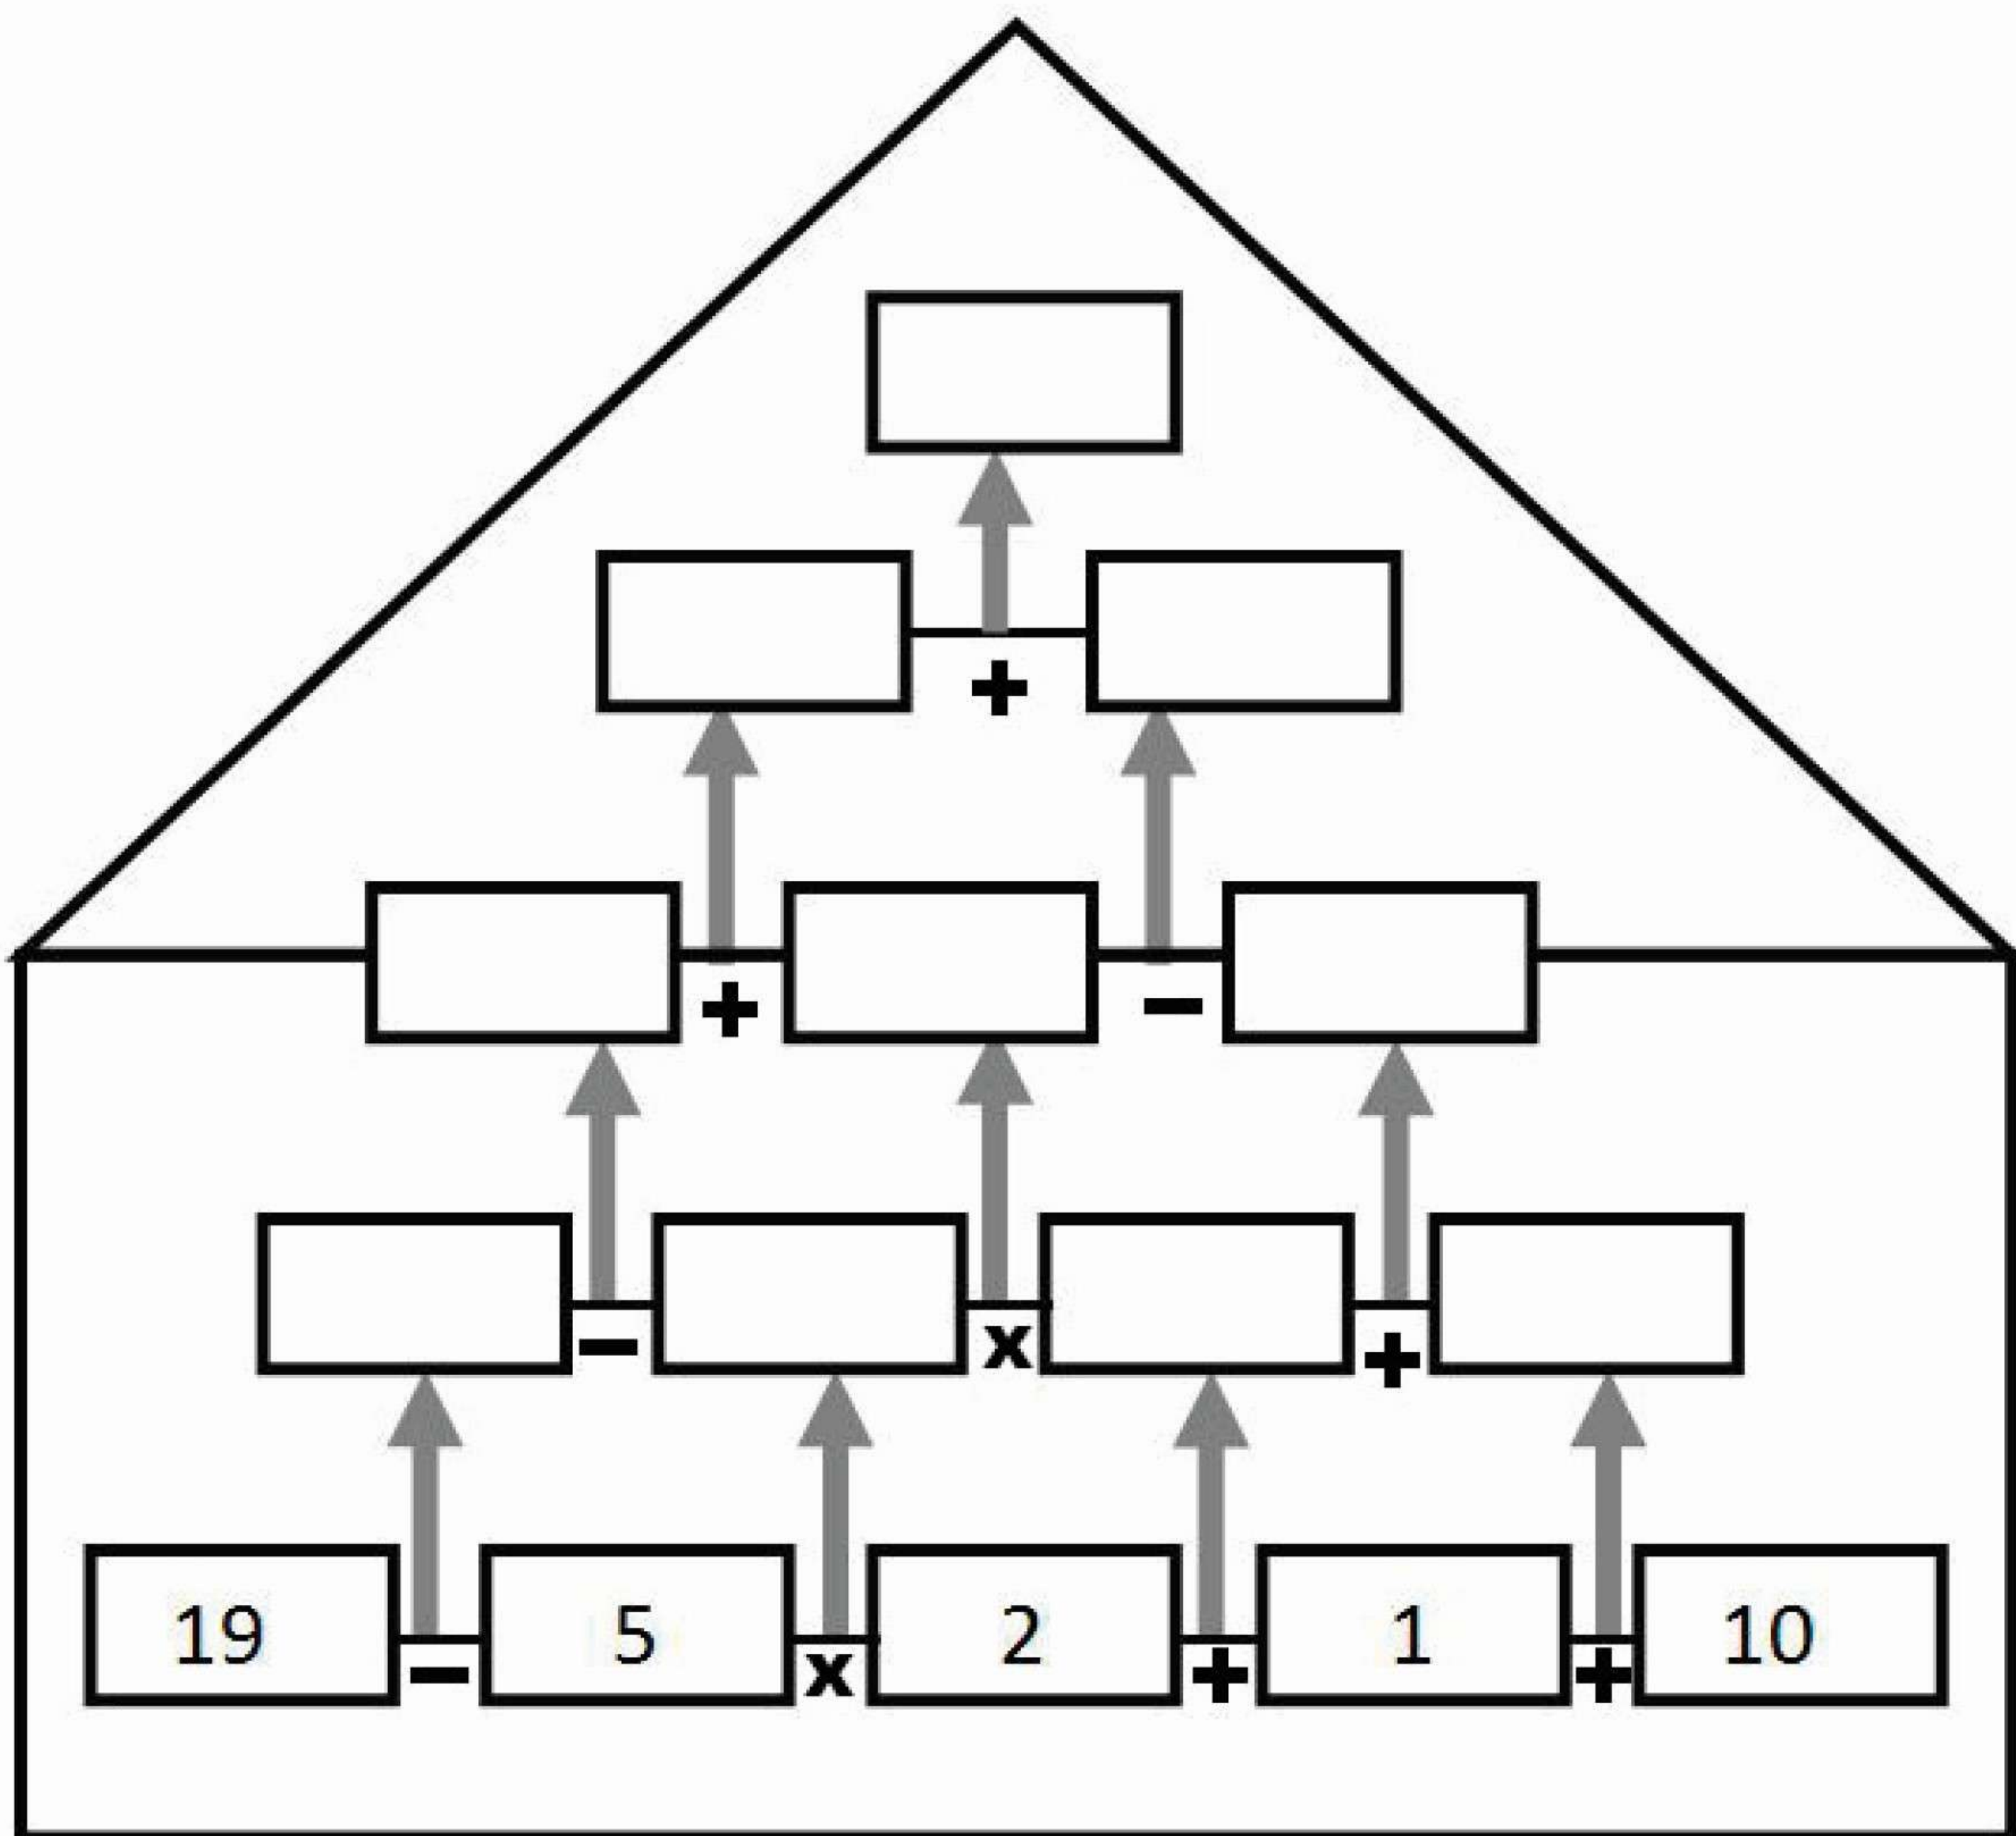 +
+ −
− x +
19 − 5 x 2 + 1 + 10